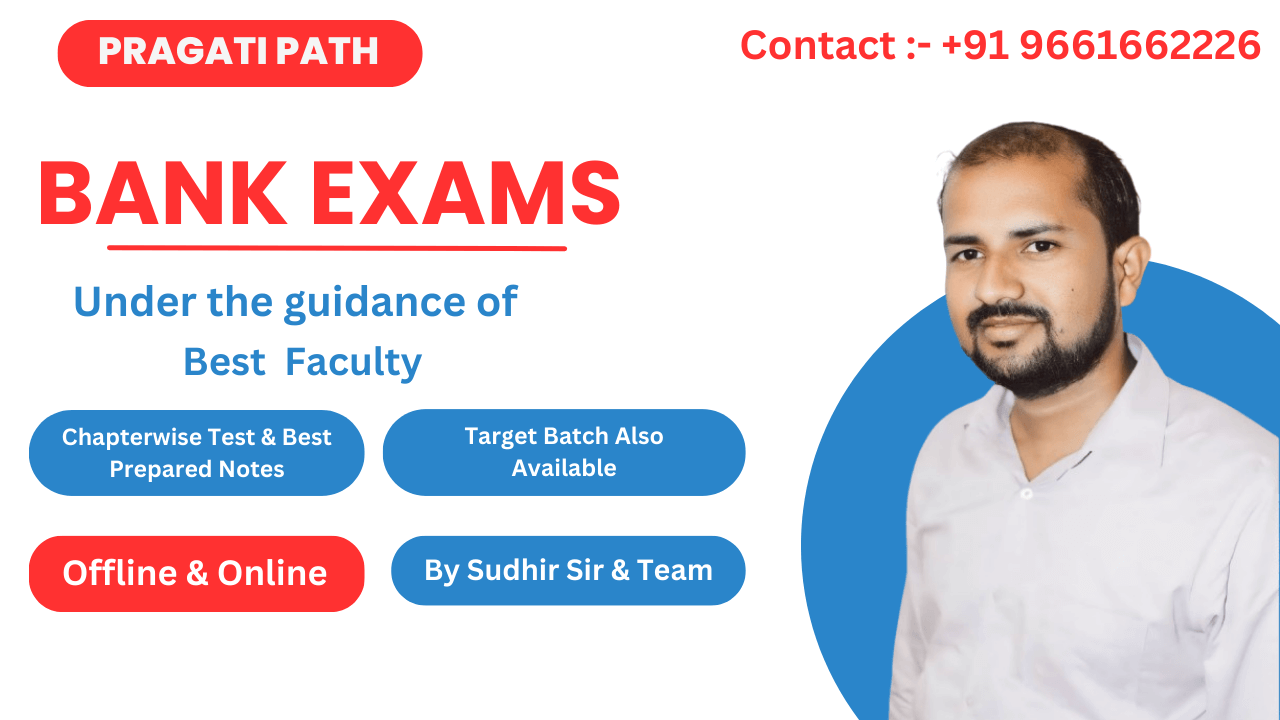 PRAGATI PATH
Contact :- +91 9661662226
BANK EXAMS
Under the guidance of
Best Faculty
Chapterwise Test & Best
Prepared Notes
Target Batch Also
Available
Offline & Online
By Sudhir Sir & Team